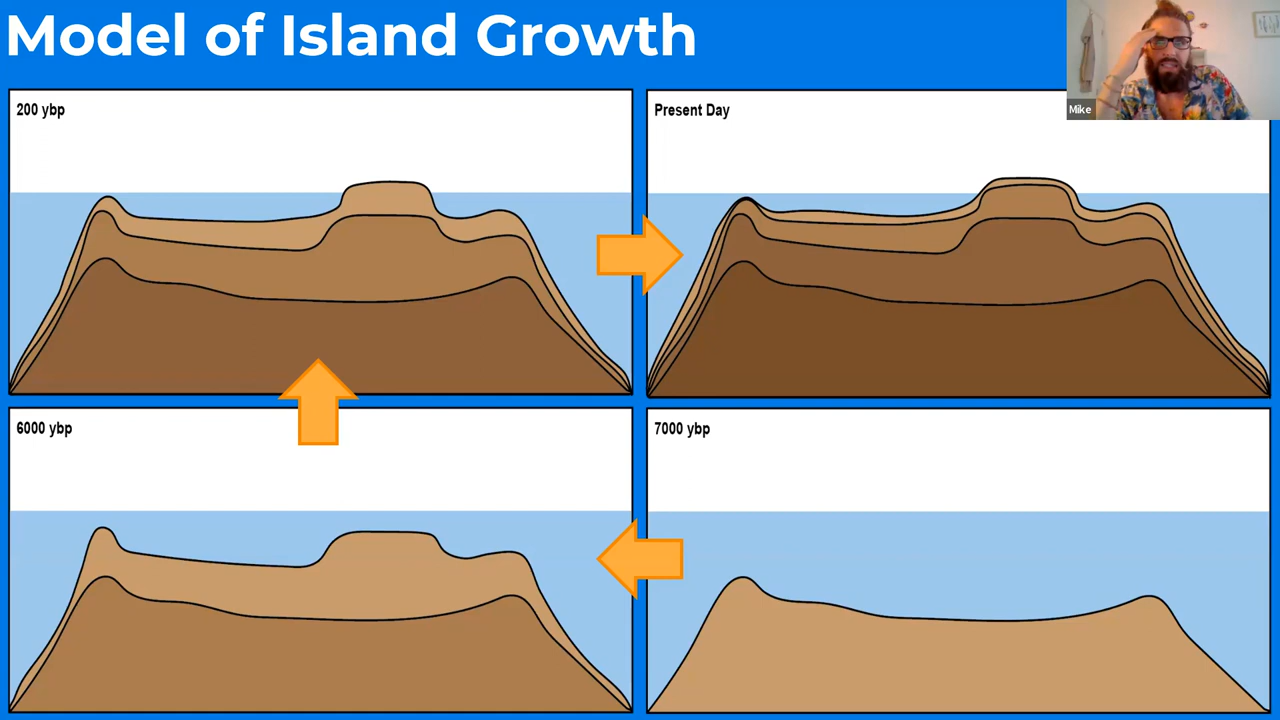 Model of Island Growth
200 ybp
Present Day
Mike
6000 ybp
7000 ybp